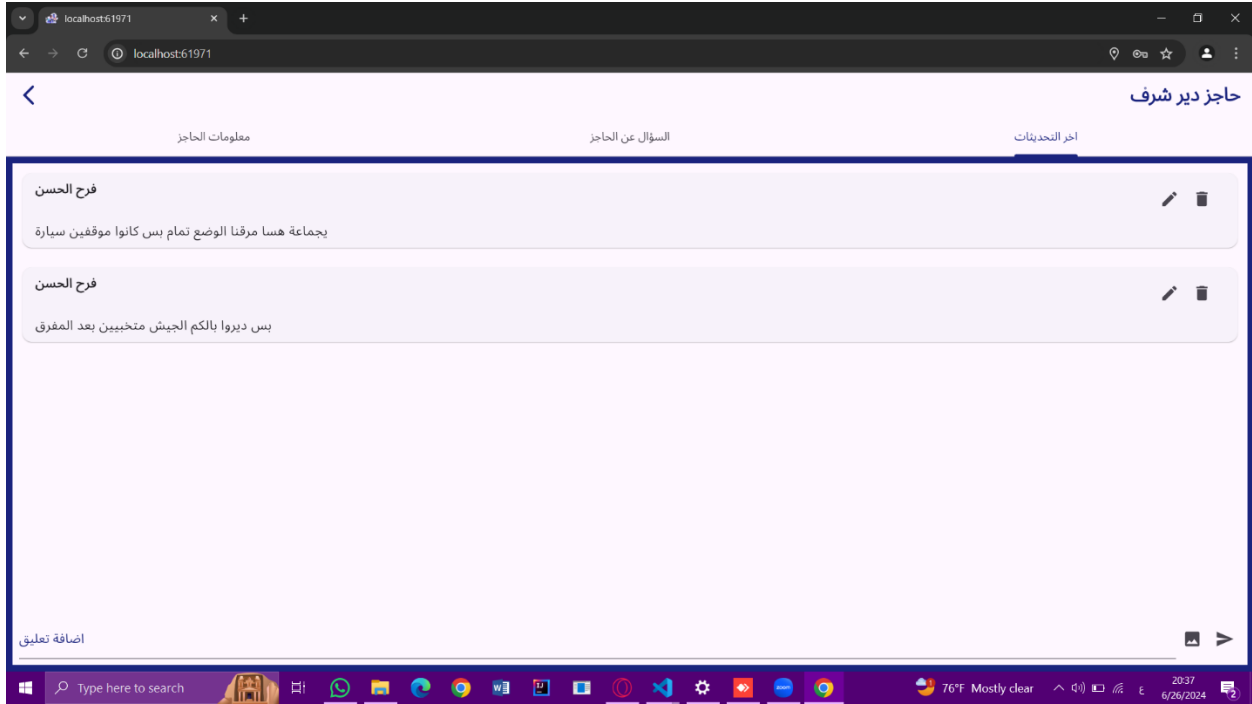 localhost:61971
localhost:61971
حاجز دير شرف
اخر التحديثات
السؤال عن الحاجز
معلومات الحاجز
فرح الحسن
يجماعة هسا مرقنا الوضع تمام بس كانوا موقفين سيارة
فرح الحسن
بس ديروا بالكم الجيش متخبيين بعد المفرق
اضافة تعليق
Type here to search
76°F Mostly clear
ع
20:37
6/26/2024
2